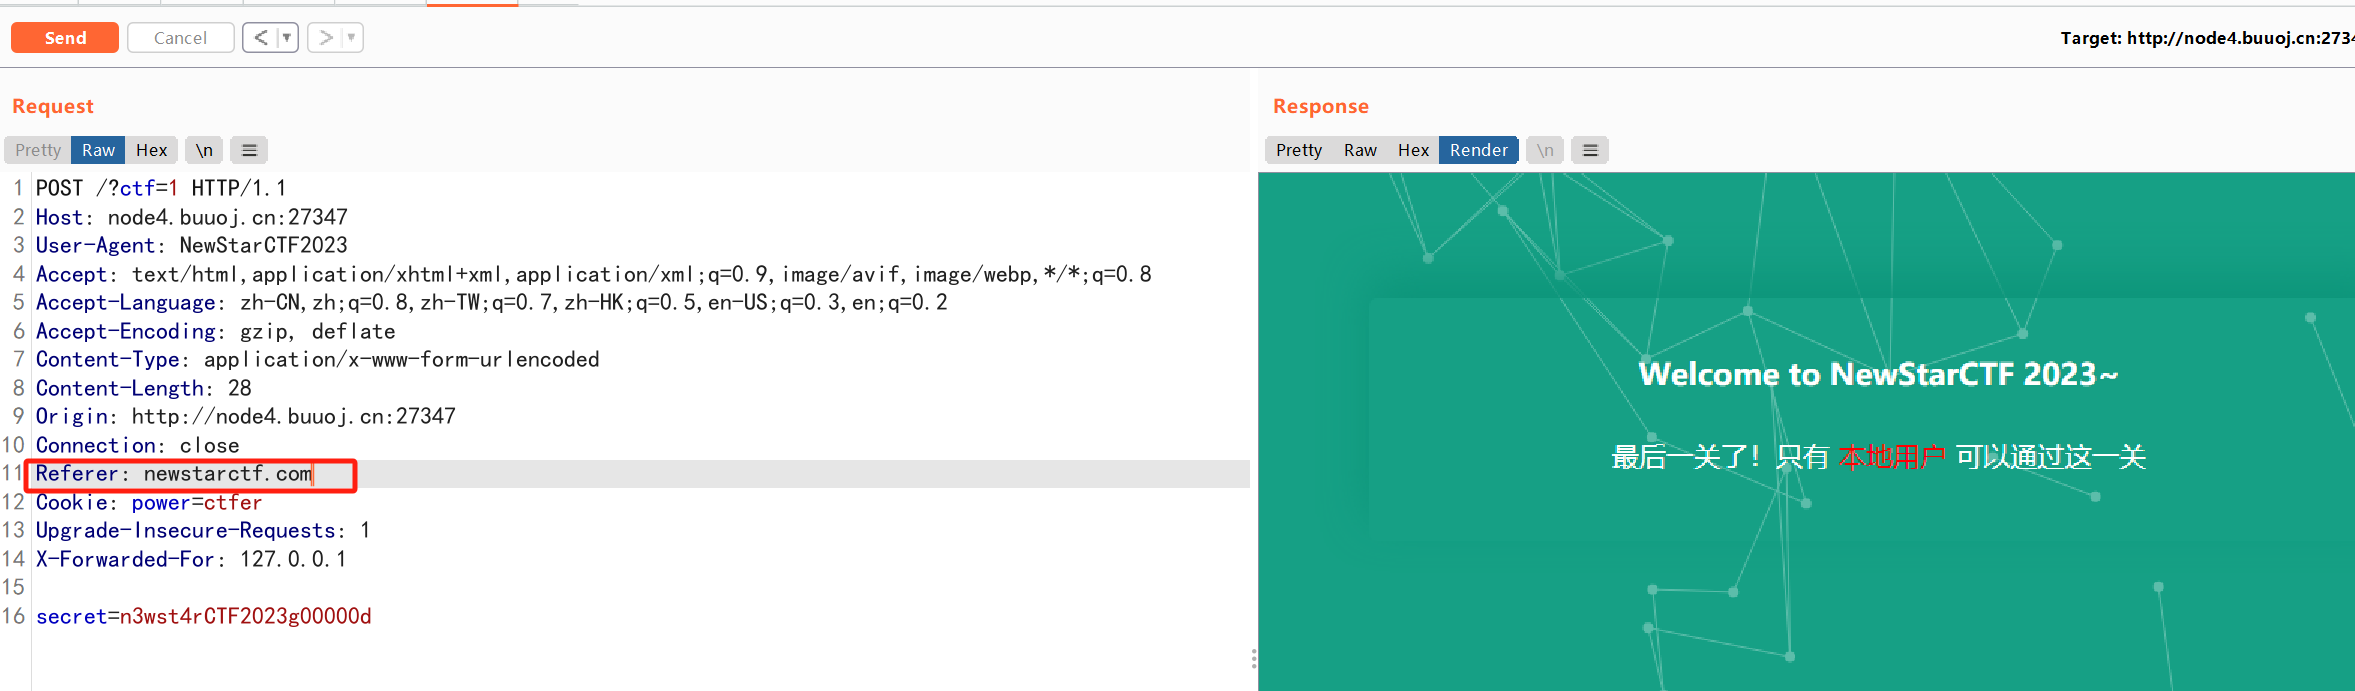 Send Cancel < ▼ > ▼ Target: http://node4.buuoj.cn:2734
Request
Response
Pretty Raw Hex \n ≡
Pretty Raw Hex Render \n ≡
1 POST /?ctf=1 HTTP/1.1
2 Host: node4.buuoj.cn:27347
3 User-Agent: NewStarCTF2023
4 Accept: text/html,application/xhtml+xml,application/xml;q=0.9,image/avif,image/webp,*/*;q=0.8
5 Accept-Language: zh-CN,zh;q=0.8,zh-TW;q=0.7,zh-HK;q=0.5,en-US;q=0.3,en;q=0.2
6 Accept-Encoding: gzip, deflate
7 Content-Type: application/x-www-form-urlencoded
8 Content-Length: 28
9 Origin: http://node4.buuoj.cn:27347
10 Connection: close
11 Referer: newstarctf.com
12 Cookie: power=ctfer
13 Upgrade-Insecure-Requests: 1
14 X-Forwarded-For: 127.0.0.1
15
16 secret=n3wst4rCTF2023g00000d
Welcome to NewStarCTF 2023~
最后一关了！只有 本地用户 可以通过这一关